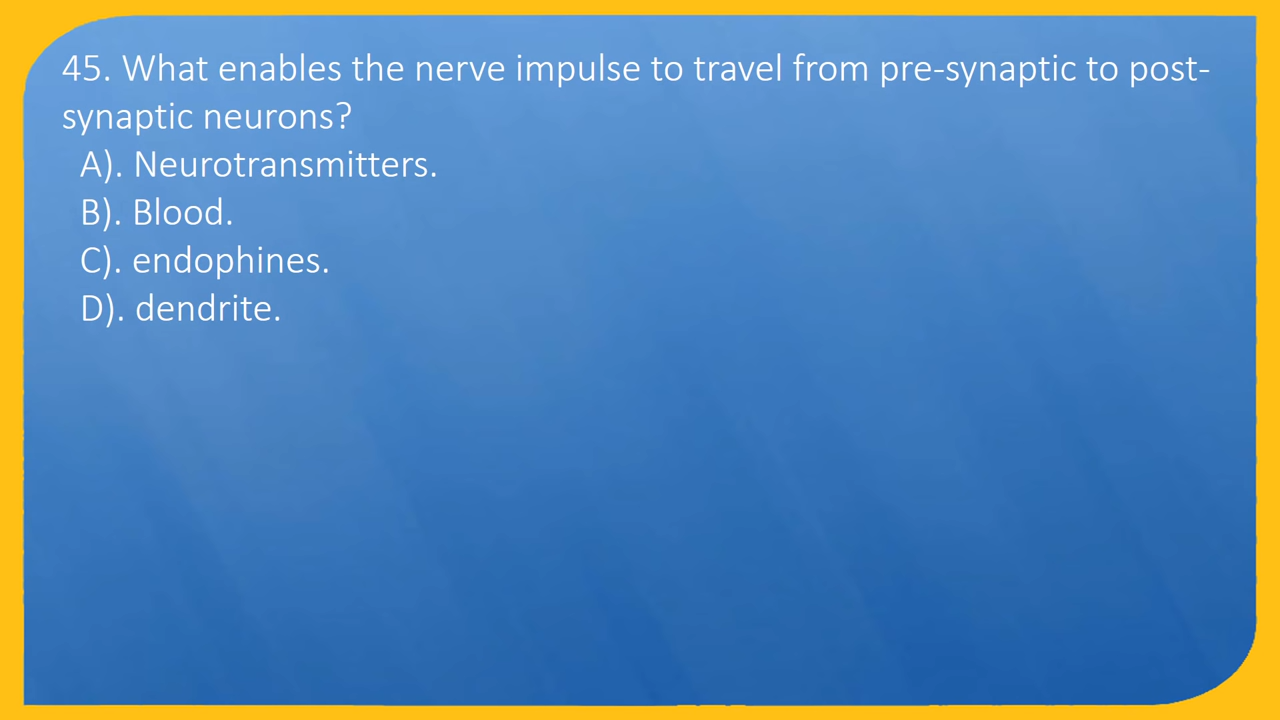 45. What enables the nerve impulse to travel from pre-synaptic to post-
synaptic neurons?
A). Neurotransmitters.
B). Blood.
C). endophines.
D). dendrite.